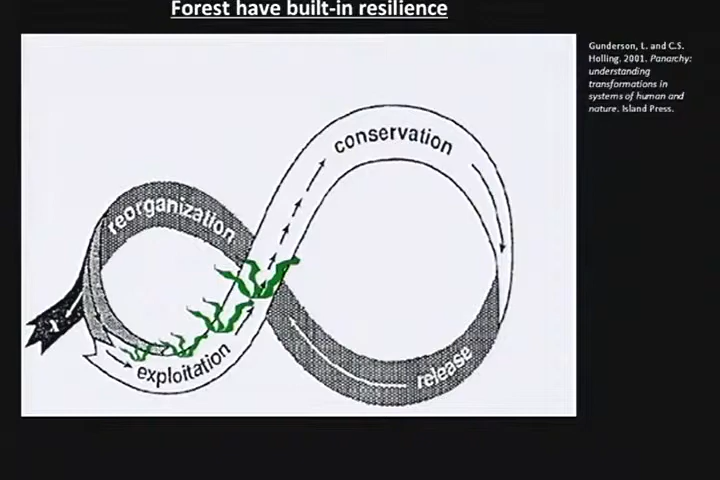 Forest have built-in resilience
Gunderson, L. and C.S.
Holling. 2001. Panarchy:
understanding
transformations in
systems of human and
nature. Island Press.
conservation
reorganization
x
exploitation
release